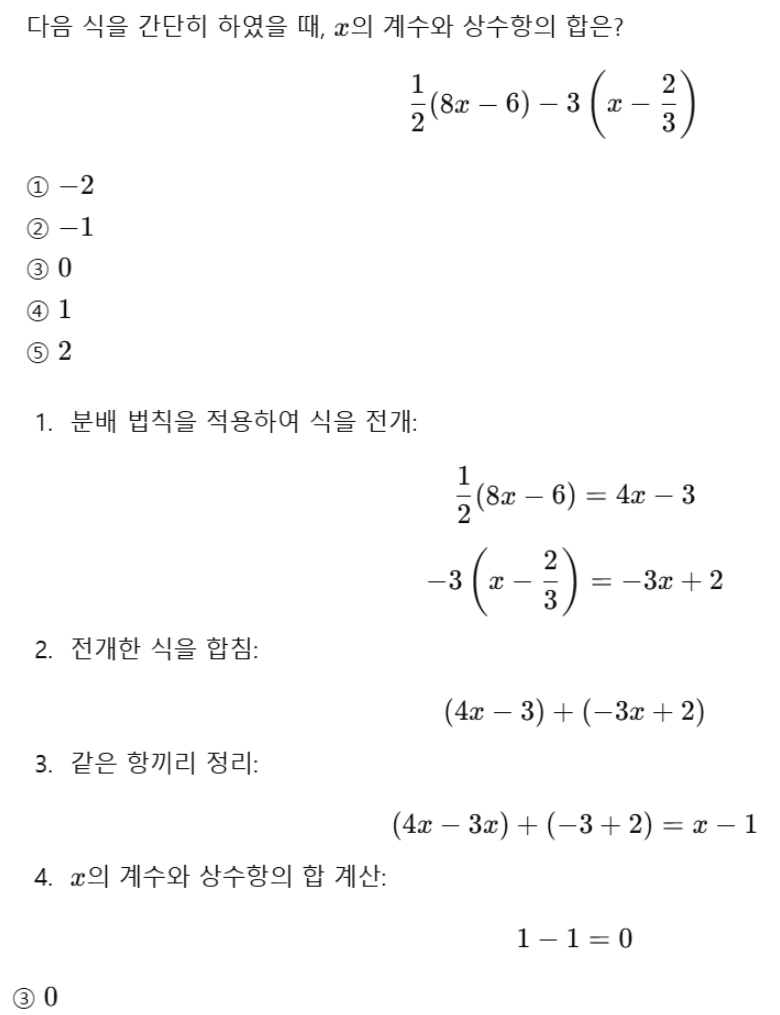 다음 식을 간단히 하였을 때, x의 계수와 상수항의 합은?
\frac{1}{2}(8x − 6) − 3(x − \frac{2}{3})
① −2
② −1
③ 0
④ 1
⑤ 2
1. 분배 법칙을 적용하여 식을 전개:
\frac{1}{2}(8x − 6) = 4x − 3
−3(x − \frac{2}{3}) = −3x + 2
2. 전개한 식을 합침:
(4x − 3) + (−3x + 2)
3. 같은 항끼리 정리:
(4x − 3x) + (−3 + 2) = x − 1
4. x의 계수와 상수항의 합 계산:
1 − 1 = 0
③ 0